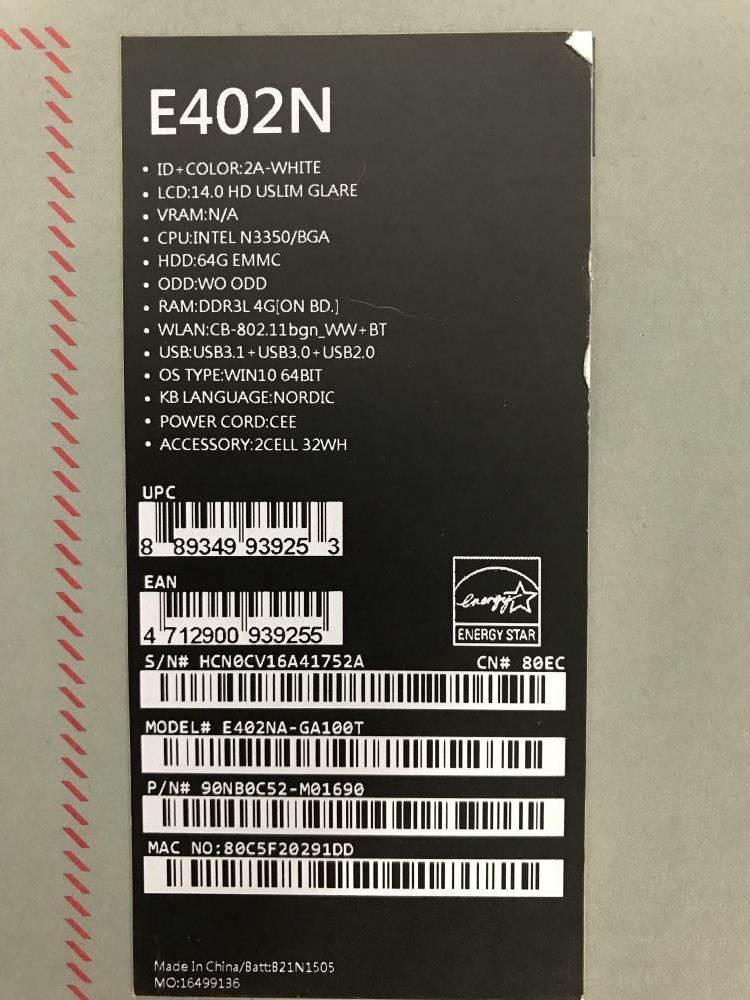 E402N
• ID+COLOR:2A-WHITE
• LCD:14.0 HD USLIM GLARE
• VRAM:N/A
• CPU:INTEL N3350/BGA
• HDD:64G EMMC
• ODD:WO ODD
• RAM:DDR3L 4G[ON BD.]
• WLAN:CB-802.11bgn_WW+BT
• USB:USB3.1+USB3.0+USB2.0
• OS TYPE:WIN10 64BIT
• KB LANGUAGE:NORDIC
• POWER CORD:CEE
• ACCESSORY:2CELL 32WH
UPC
8 89349 93925 3
EAN
4 712900 939255
energy
ENERGY STAR
S/N# HCN0CV16A41752A CN# 80EC
MODEL# E402NA-GA100T
P/N# 90NB0C52-M01690
MAC NO:80C5F20291DD
Made In China/Batt:B21N1505
MO:16499136